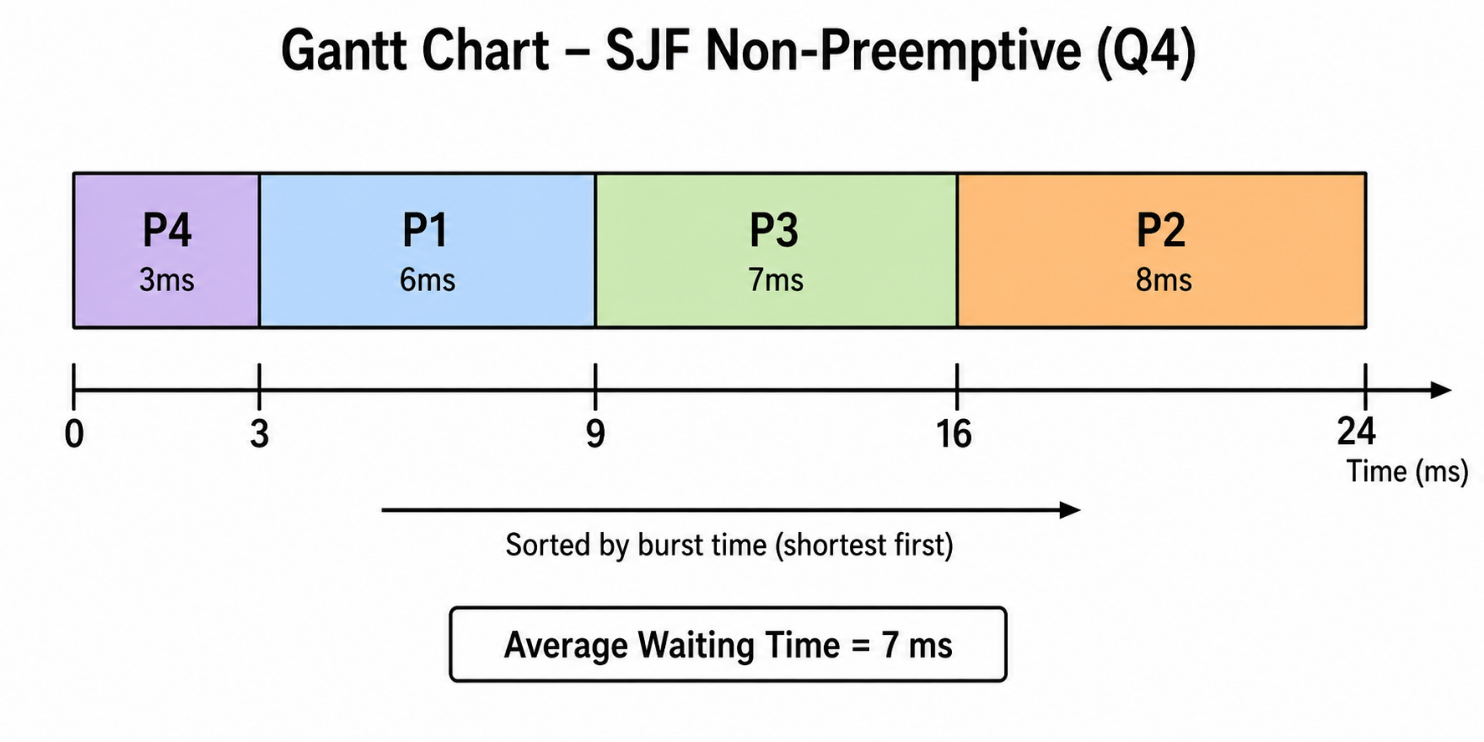 Gantt Chart – SJF Non-Preemptive (Q4)
P4 P1 P3 P2
3ms 6ms 7ms 8ms
0 3 9 16 24
Time (ms)
Sorted by burst time (shortest first)
Average Waiting Time = 7 ms